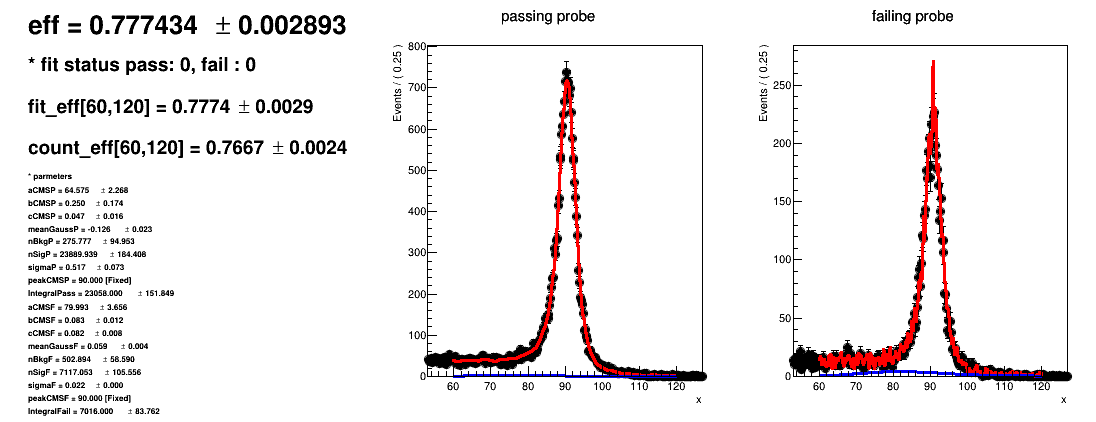 eff = 0.777434 ± 0.002893
* fit status pass: 0, fail : 0
fit_eff[60,120] = 0.7774 ± 0.0029
count_eff[60,120] = 0.7667 ± 0.0024
* parmeters
aCMSP = 64.575 ± 2.268
bCMSP = 0.250 ± 0.174
cCMSP = 0.047 ± 0.016
meanGaussP = -0.126 ± 0.023
nBkgP = 275.777 ± 94.953
nSigP = 23889.939 ± 184.408
sigmaP = 0.517 ± 0.073
peakCMSP = 90.000 [Fixed]
IntegralPass = 23058.000 ± 151.849
aCMSF = 79.993 ± 3.656
bCMSF = 0.083 ± 0.012
cCMSF = 0.082 ± 0.008
meanGaussF = 0.059 ± 0.004
nBkgF = 502.894 ± 58.590
nSigF = 7117.053 ± 105.556
sigmaF = 0.022 ± 0.000
peakCMSF = 90.000 [Fixed]
IntegralFail = 7016.000 ± 83.762
passing probe
Events / ( 0.25 )
800
700
600
500
400
300
200
100
0
60 70 80 90 100 110 120
x
failing probe
Events / ( 0.25 )
250
200
150
100
50
0
60 70 80 90 100 110 120
x